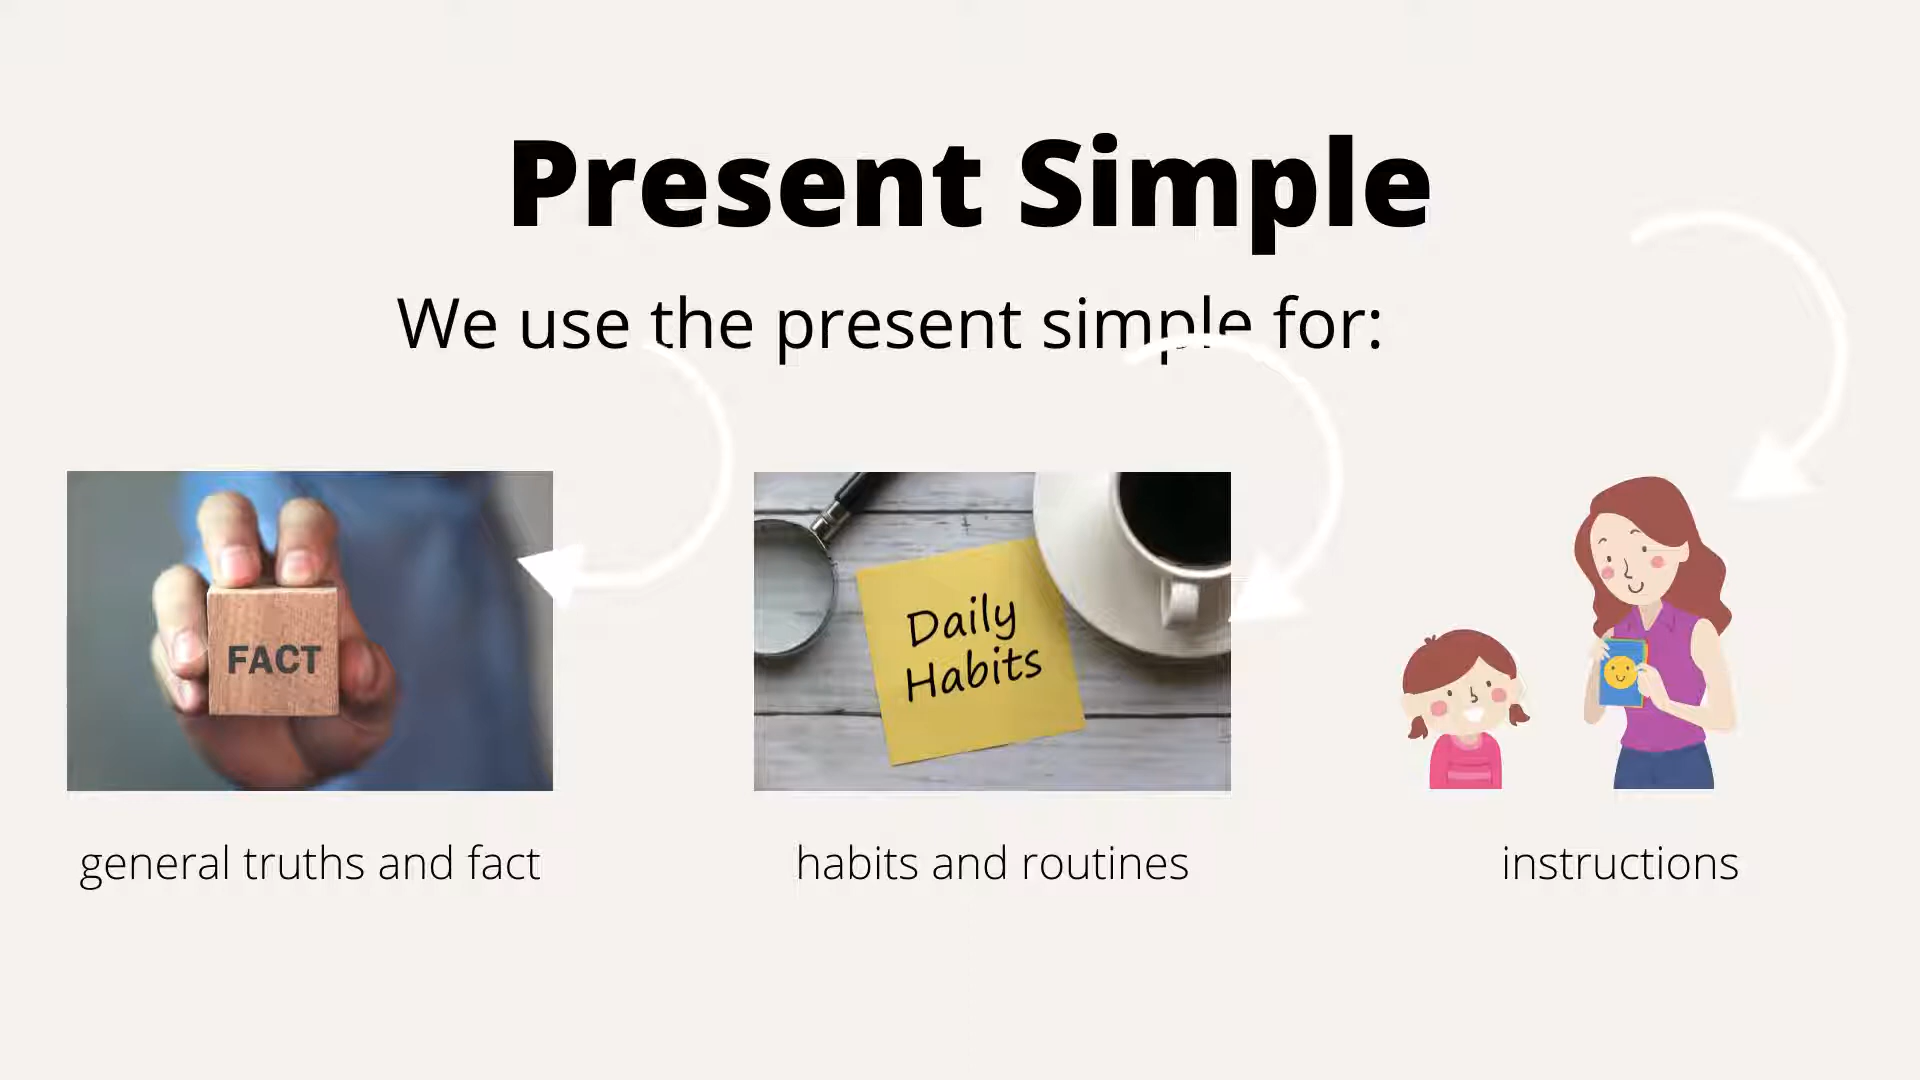 Present Simple
We use the present simple for:
FACT
Daily
Habits
general truths and fact
habits and routines
instructions